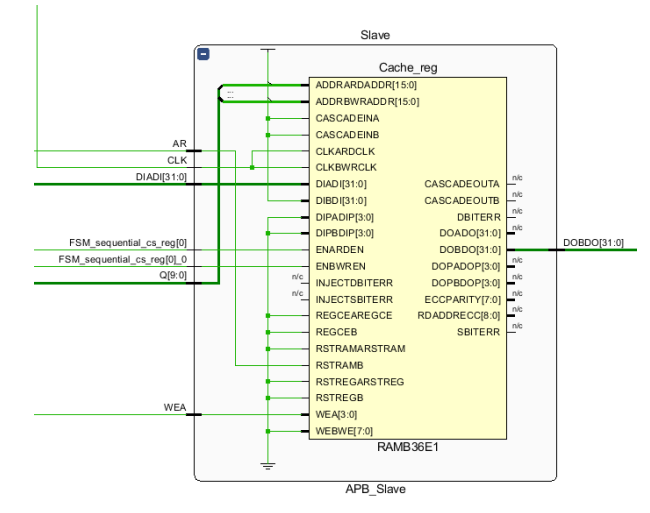 Slave
Cache_reg
ADDRARDADDR[15:0]
...
ADDRBWRADDR[15:0]
CASCADEINA
CASCADEINB
AR
CLKARDCLK
CLK
CLKBWRCLK
DIADI[31:0]
DIADI[31:0]
CASCADEOUTA
n/c
DIBDI[31:0]
CASCADEOUTB
n/c
DIPADIP[3:0]
DBITERR
n/c
DIPBDIP[3:0]
DOADO[31:0]
n/c
FSM_sequential_cs_reg[0]
ENARDEN
DOBDO[31:0]
DOBDO[31:0]
FSM_sequential_cs_reg[0]_0
ENBWREN
DOPADOP[3:0]
n/c
Q[9:0]
n/c
INJECTDBITERR
DOPBDOP[3:0]
n/c
n/c
INJECTSBITERR
ECCPARITY[7:0]
n/c
REGCEAREGCE
RDADDRECC[8:0]
n/c
REGCEB
SBITERR
n/c
RSTRAMARSTRAM
RSTRAMB
RSTREGARSTREG
RSTREGB
WEA
WEA[3:0]
WEBWE[7:0]
RAMB36E1
APB_Slave